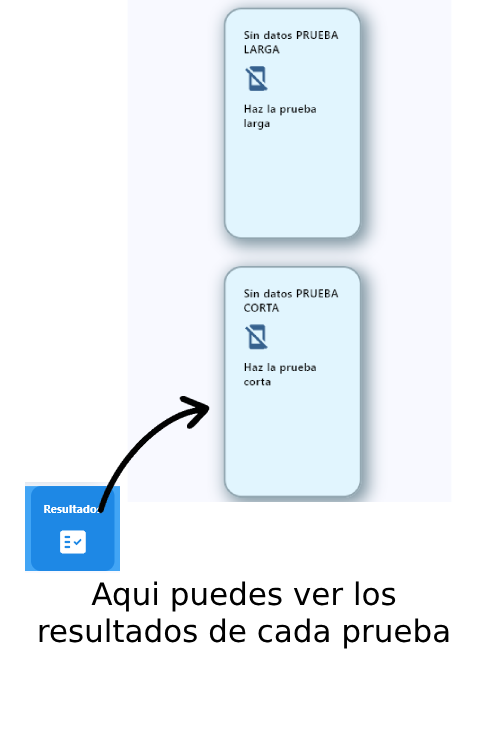 Sin datos PRUEBA
LARGA
Haz la prueba
larga
Sin datos PRUEBA
CORTA
Haz la prueba
corta
Resultados
Aqui puedes ver los
resultados de cada prueba